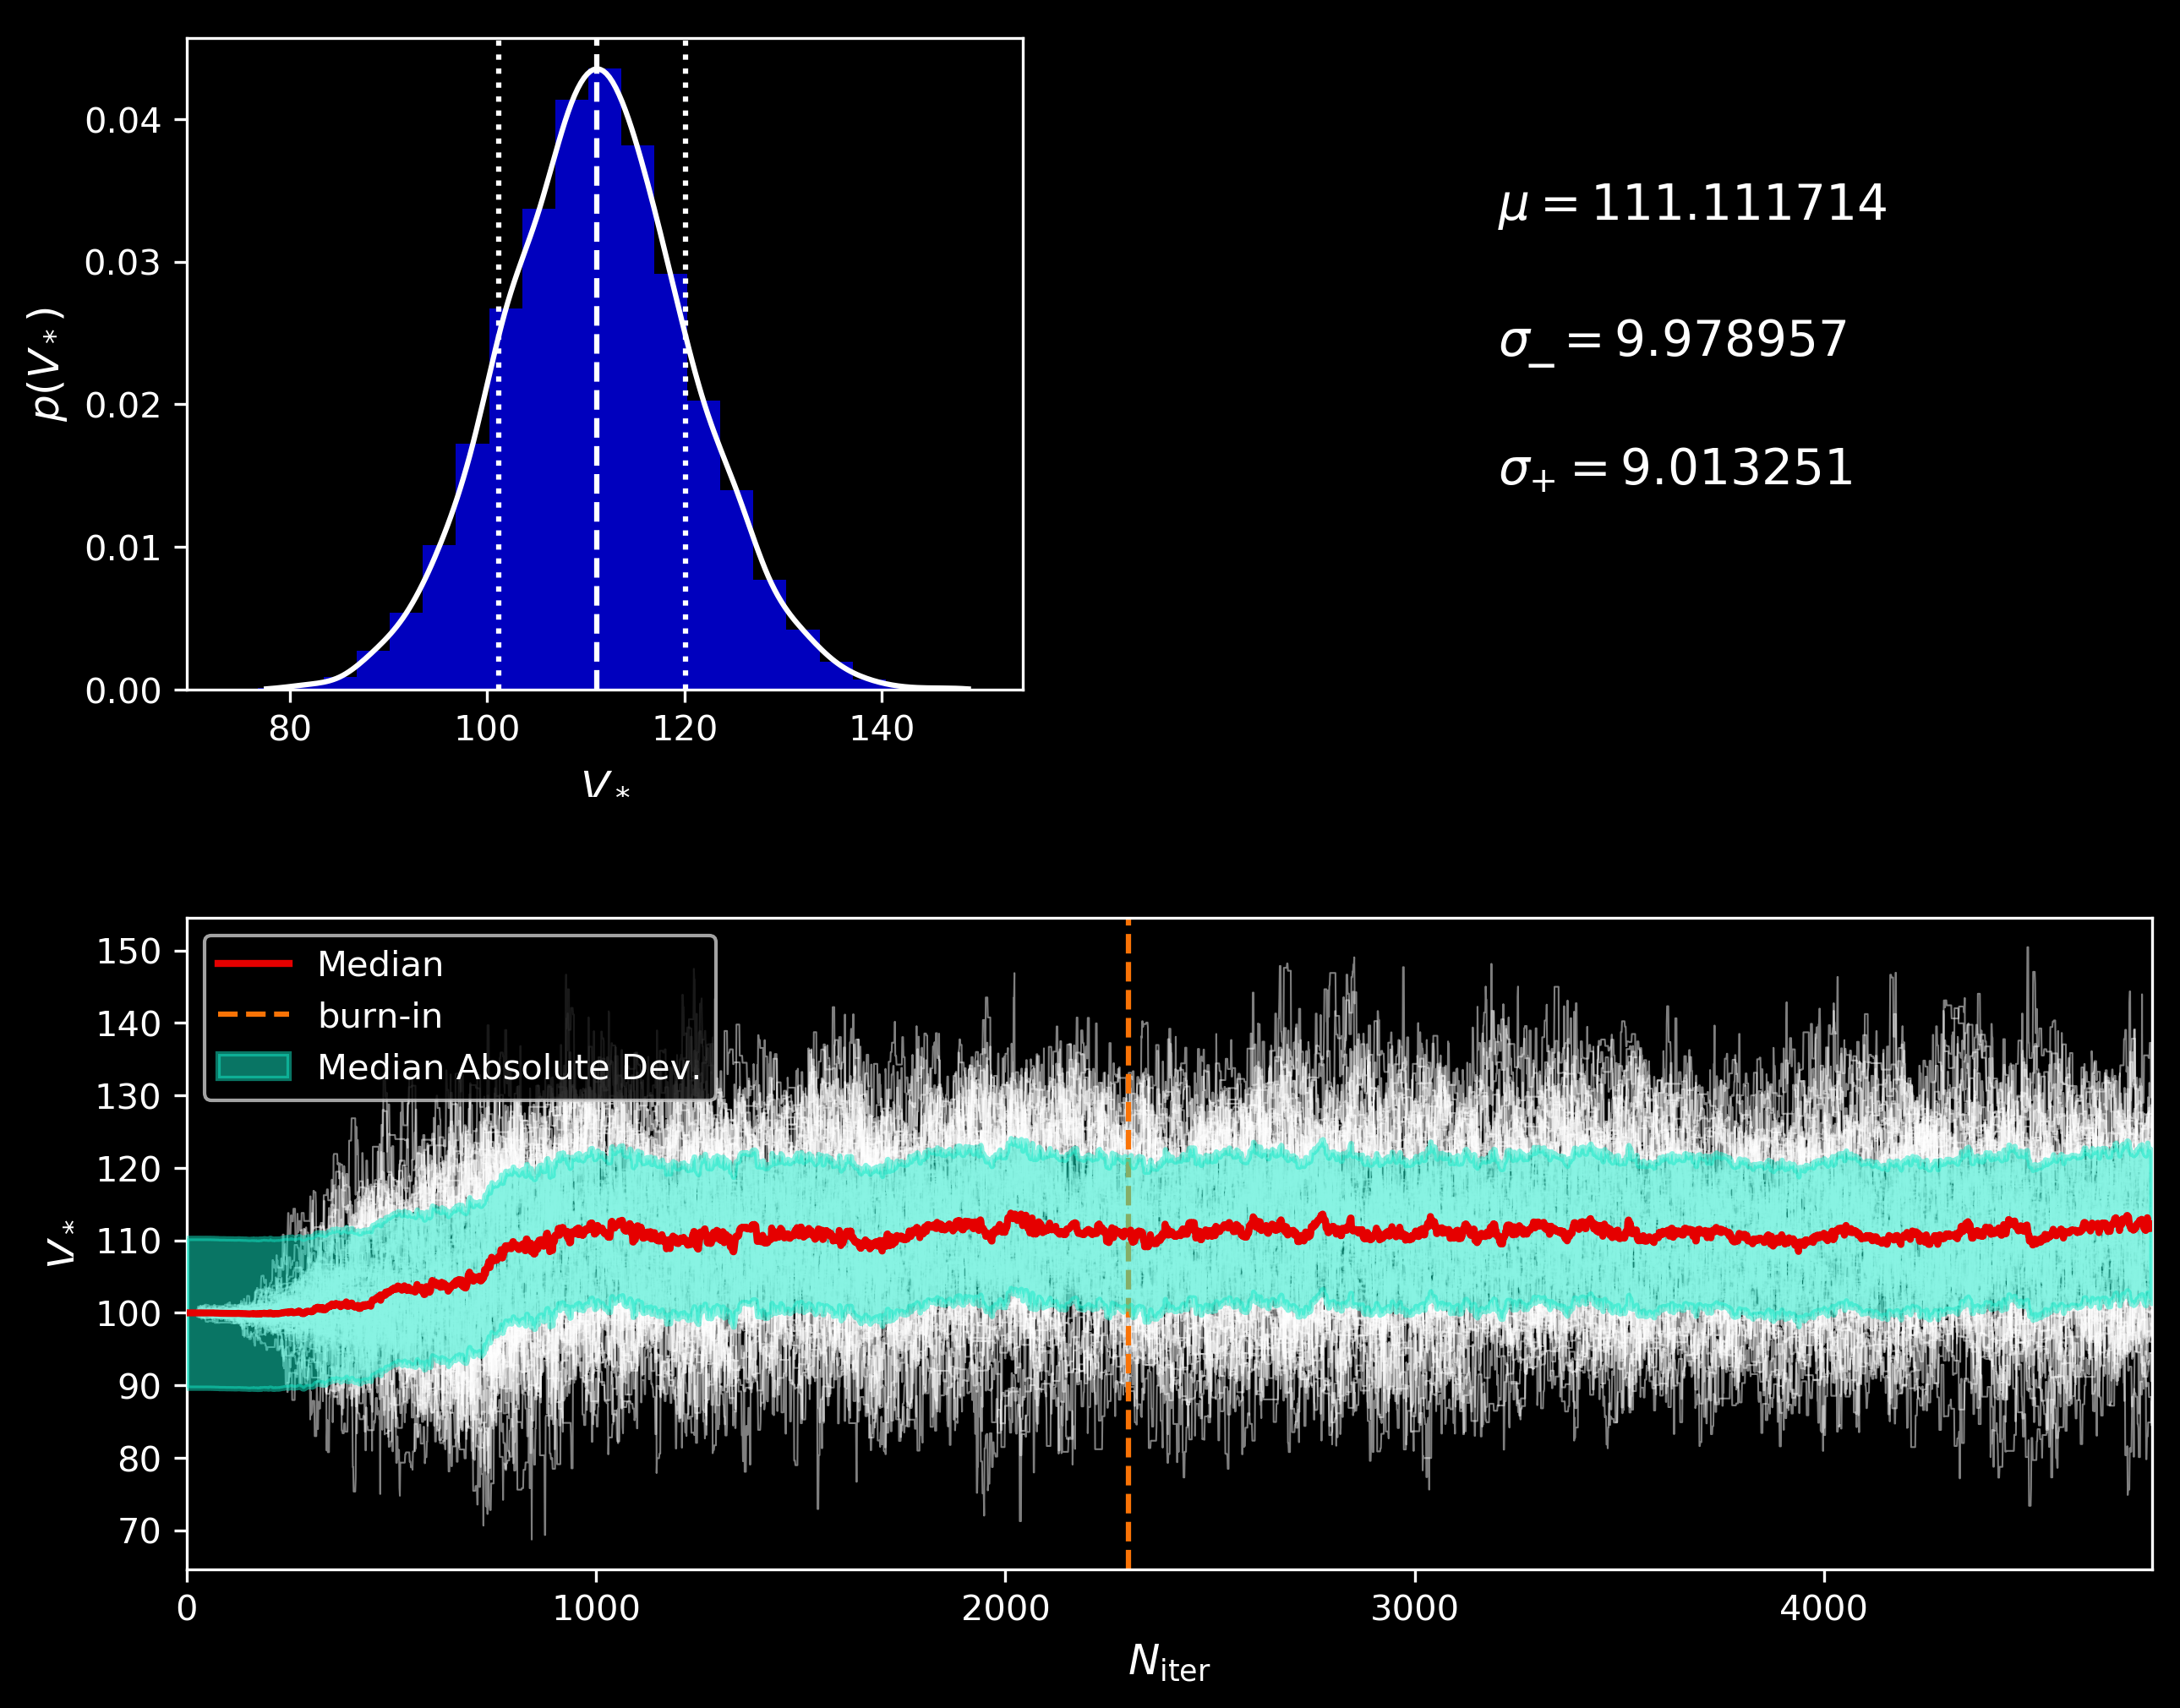 0.04
0.03
0.02
0.01
0.00
p(V*)
80 100 120 140
V*
μ = 111.111714
σ_ = 9.978957
σ+ = 9.013251
Median
burn-in
Median Absolute Dev.
150
140
130
120
110
100
90
80
70
V*
0 1000 2000 3000 4000
Niter